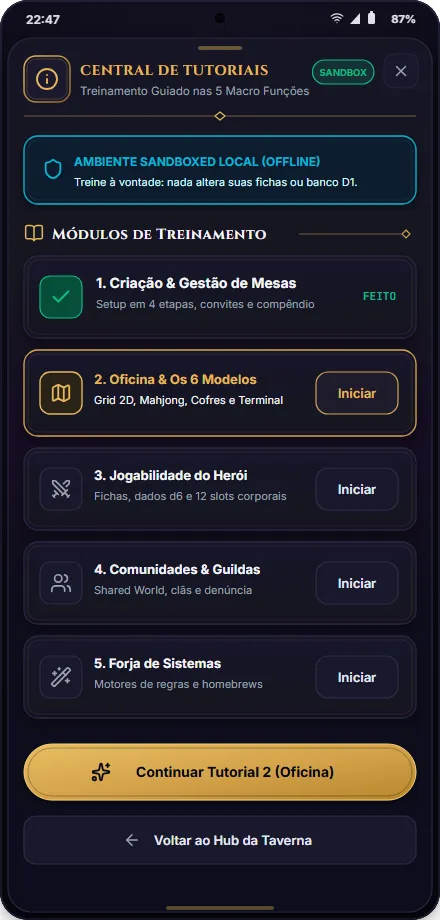 22:47
87%
CENTRAL DE TUTORIAIS
SANDBOX
Treinamento Guiado nas 5 Macro Funções
AMBIENTE SANDBOXED LOCAL (OFFLINE)
Treine à vontade: nada altera suas fichas ou banco D1.
MÓDULOS DE TREINAMENTO
1. Criação & Gestão de Mesas
Setup em 4 etapas, convites e compêndio
FEITO
2. Oficina & Os 6 Modelos
Grid 2D, Mahjong, Cofres e Terminal
Iniciar
3. Jogabilidade do Herói
Fichas, dados d6 e 12 slots corporais
Iniciar
4. Comunidades & Guildas
Shared World, clãs e denúncia
Iniciar
5. Forja de Sistemas
Motores de regras e homebrews
Iniciar
Continuar Tutorial 2 (Oficina)
Voltar ao Hub da Taverna